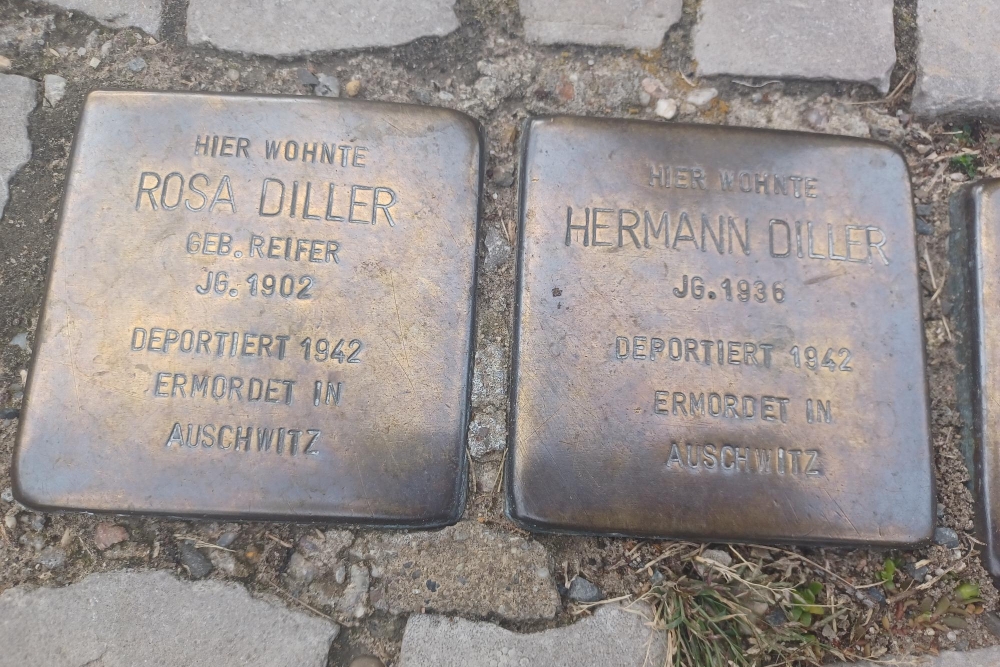 HIER WOHNTE
ROSA DILLER
GEB. REIFER
JG. 1902
DEPORTIERT 1942
ERMORDET IN
AUSCHWITZ
HIER WOHNTE
HERMANN DILLER
JG. 1936
DEPORTIERT 1942
ERMORDET IN
AUSCHWITZ